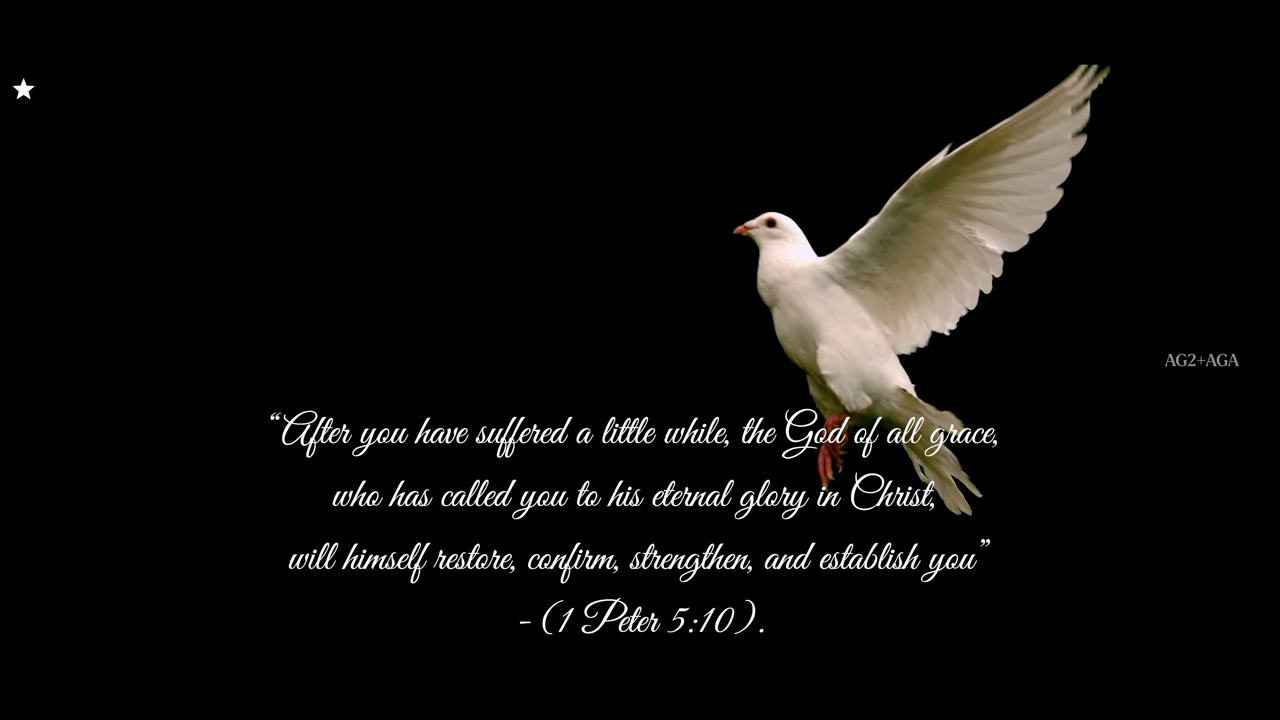 AG2+AGA
“After you have suffered a little while, the God of all grace,
who has called you to his eternal glory in Christ,
will himself restore, confirm, strengthen, and establish you”
- (1 Peter 5:10).